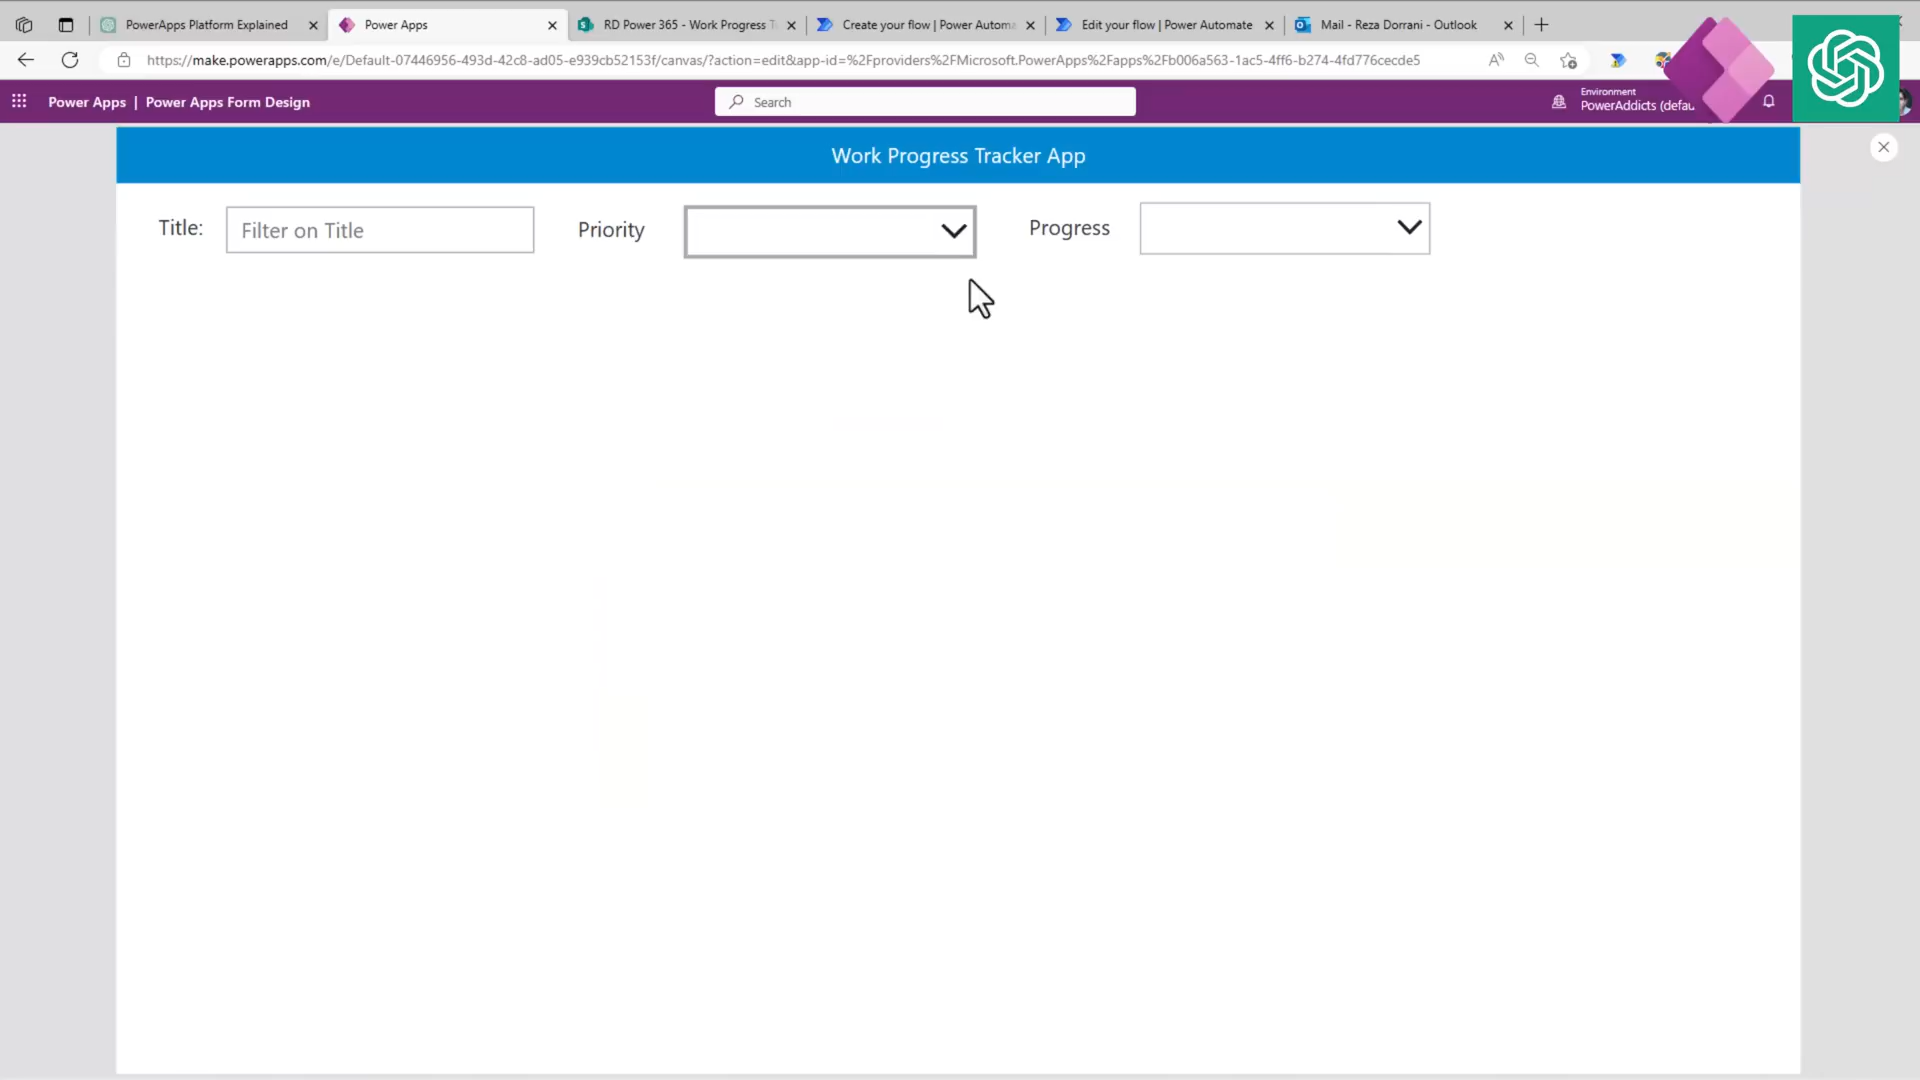 PowerApps Platform Explained
Power Apps
RD Power 365 - Work Progress T
Create your flow | Power Automa
Edit your flow | Power Automate
Mail - Reza Dorrani - Outlook
https://make.powerapps.com/e/Default-07446956-493d-42c8-ad05-e939cb52153f/canvas/?action=edit&app-id=%2Fproviders%2FMicrosoft.PowerApps%2Fapps%2Fb006a563-1ac5-4ff6-b274-4fd776cecde5
Power Apps | Power Apps Form Design
Search
Environment
PowerAddicts (defau
Work Progress Tracker App
Title:
Filter on Title
Priority
Progress